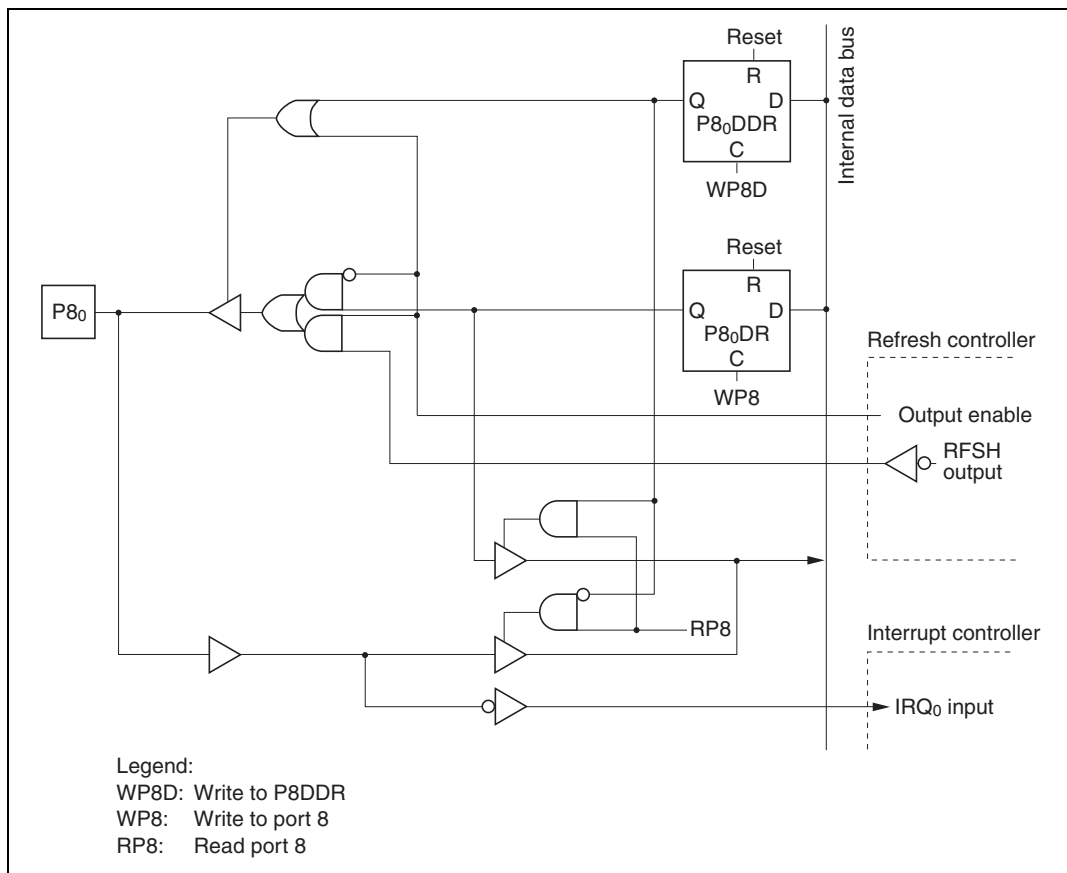 Reset
R
Q D
P8₀DDR
C
WP8D
Internal data bus
Reset
R
Q D
P8₀DR
C
WP8
P8₀
Refresh controller
Output enable
RFSH
output
RP8
Interrupt controller
IRQ₀ input
Legend:
WP8D: Write to P8DDR
WP8: Write to port 8
RP8: Read port 8